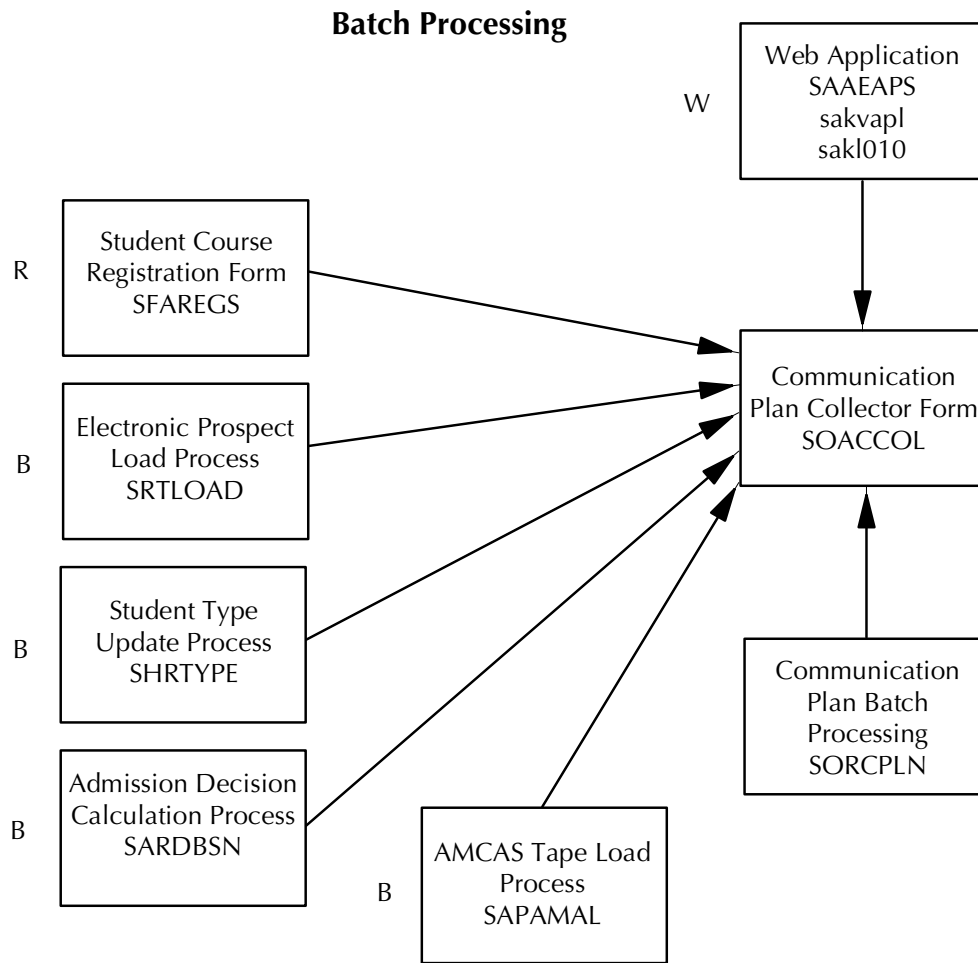 Batch Processing
W
Web Application
SAAEAPS
sakvapl
sakl010
R
Student Course
Registration Form
SFAREGS
B
Electronic Prospect
Load Process
SRTLOAD
Communication
Plan Collector Form
SOACCOL
B
Student Type
Update Process
SHRTYPE
Communication
Plan Batch
Processing
SORCPLN
B
Admission Decision
Calculation Process
SARDBSN
B
AMCAS Tape Load
Process
SAPAMAL